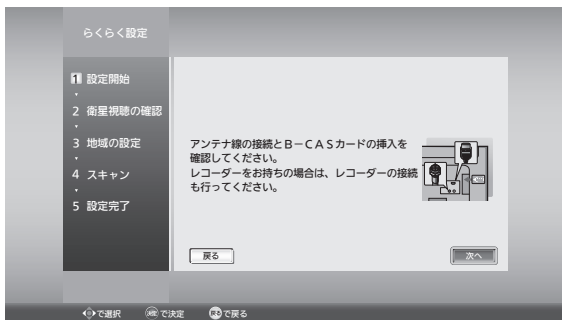 らくらく設定
1 設定開始
2 衛星視聴の確認
3 地域の設定
4 スキャン
5 設定完了
アンテナ線の接続とB－CASカードの挿入を
確認してください。
レコーダーをお持ちの場合は、レコーダーの接続
も行ってください。
戻る
次へ
で選択 決定 で決定 戻る で戻る